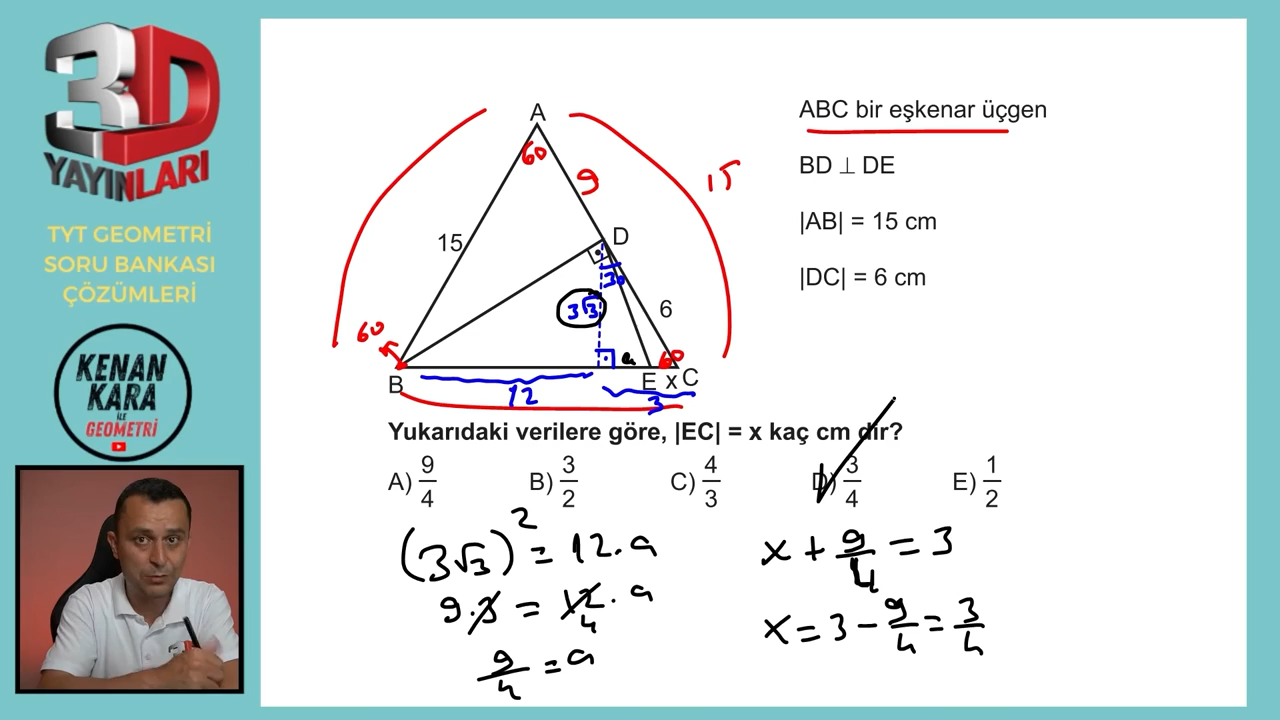 3D
YAYINLARI
TYT GEOMETRİ
SORU BANKASI
ÇÖZÜMLERİ
KENAN
KARA
İLE
GEOMETRİ
A
60
9
15
15
D
30
3√3
6
60
a
60
B
E x C
12
3
ABC bir eşkenar üçgen
BD ⊥ DE
|AB| = 15 cm
|DC| = 6 cm
Yukarıdaki verilere göre, |EC| = x kaç cm dir?
A) 9/4 B) 3/2 C) 4/3 D) 3/4 E) 1/2
(3√3)² = 12.a
9.3 = 12.a
4
9/4 = a
x + 9/4 = 3
x = 3 - 9/4 = 3/4